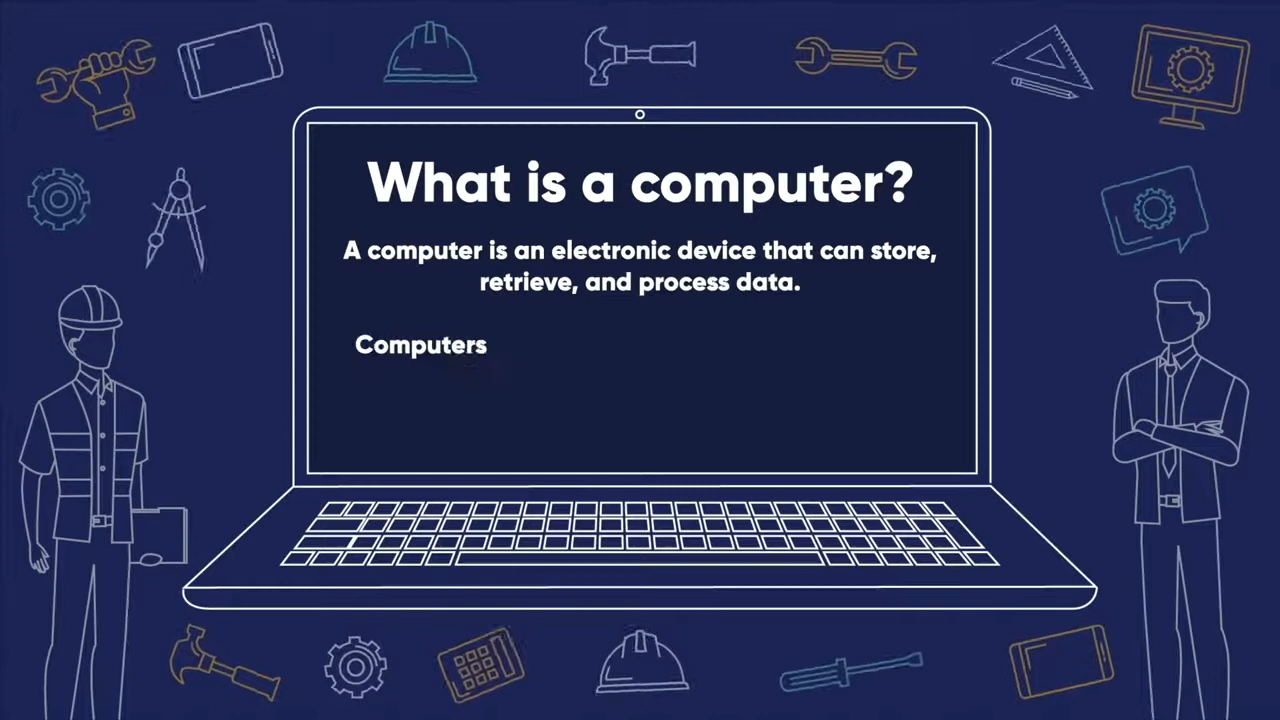 What is a computer?
A computer is an electronic device that can store,
retrieve, and process data.
Computers